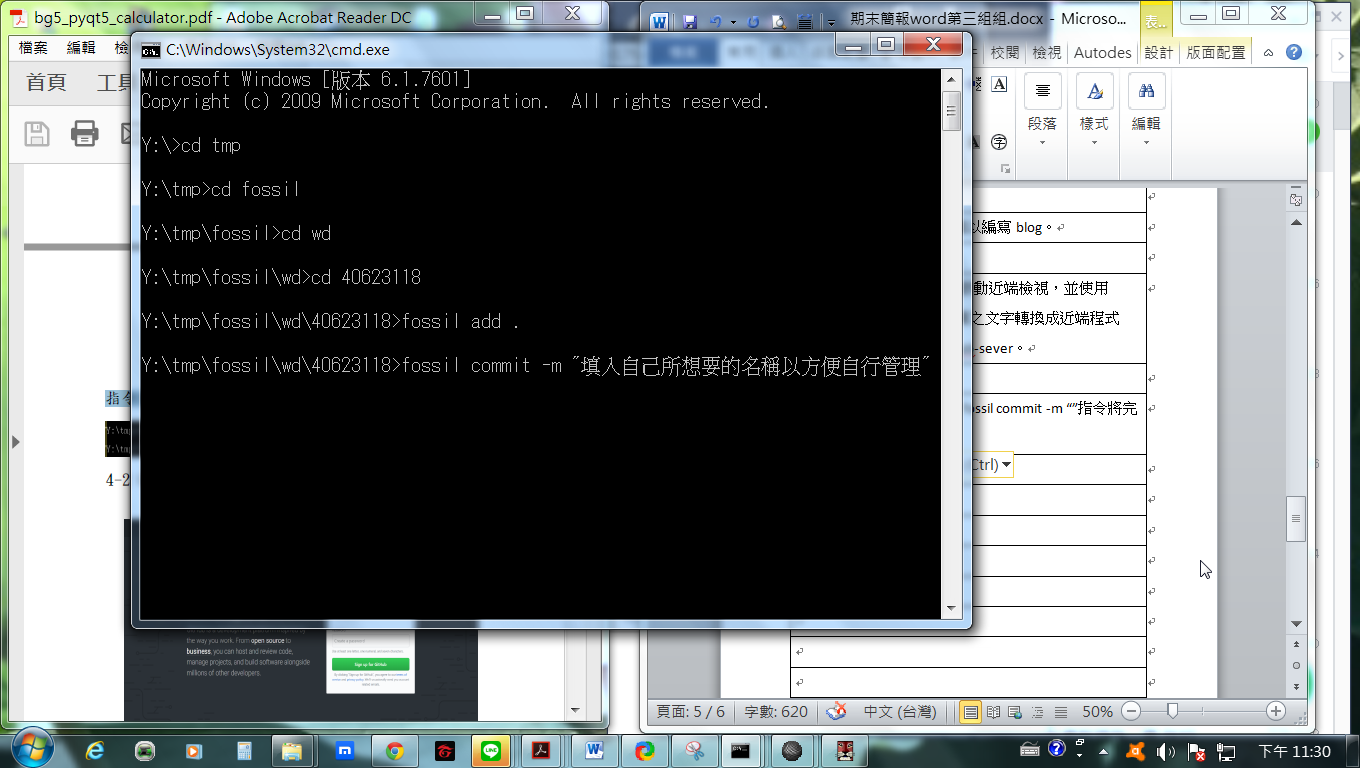 bg5_pyqt5_calculator.pdf - Adobe Acrobat Reader DC
檔案 編輯 檢
首頁 工具
指令
4-2
the way you work. From open source to
business, you can host and review code,
manage projects, and build software alongside
millions of other developers.
Sign up for GitHub
C:\Windows\System32\cmd.exe
Microsoft Windows [版本 6.1.7601]
Copyright (c) 2009 Microsoft Corporation.  All rights reserved.
Y:\>cd tmp
Y:\tmp>cd fossil
Y:\tmp\fossil>cd wd
Y:\tmp\fossil\wd>cd 40623118
Y:\tmp\fossil\wd\40623118>fossil add .
Y:\tmp\fossil\wd\40623118>fossil commit -m "填入自己所想要的名稱以方便自行管理"
期末簡報word第三組組.docx - Microso...
表...
校閱 檢視 Autodes 設計 版面配置
段落 樣式 編輯
以編寫 blog。
動近端檢視，並使用
之文字轉換成近端程式
-sever。
ossil commit -m “”指令將完
Ctrl)
頁面: 5 / 6 字數: 620 中文 (台灣) 50%
下午 11:30